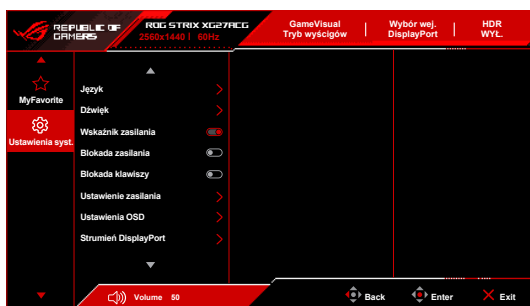 REPUBLIC OF
GAMERS
ROG STRIX XG27ACG
2560x1440 | 60Hz
GameVisual
Tryb wyścigów
Wybór wej.
DisplayPort
HDR
WYŁ.
MyFavorite
Ustawienia syst.
Język
Dźwięk
Wskaźnik zasilania
Blokada zasilania
Blokada klawiszy
Ustawienie zasilania
Ustawienia OSD
Strumień DisplayPort
Volume 50
Back
Enter
Exit